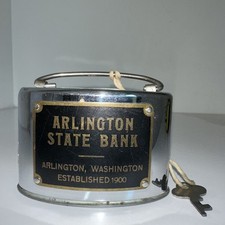 ARLINGTON
STATE BANK
ARLINGTON, WASHINGTON
ESTABLISHED 1900